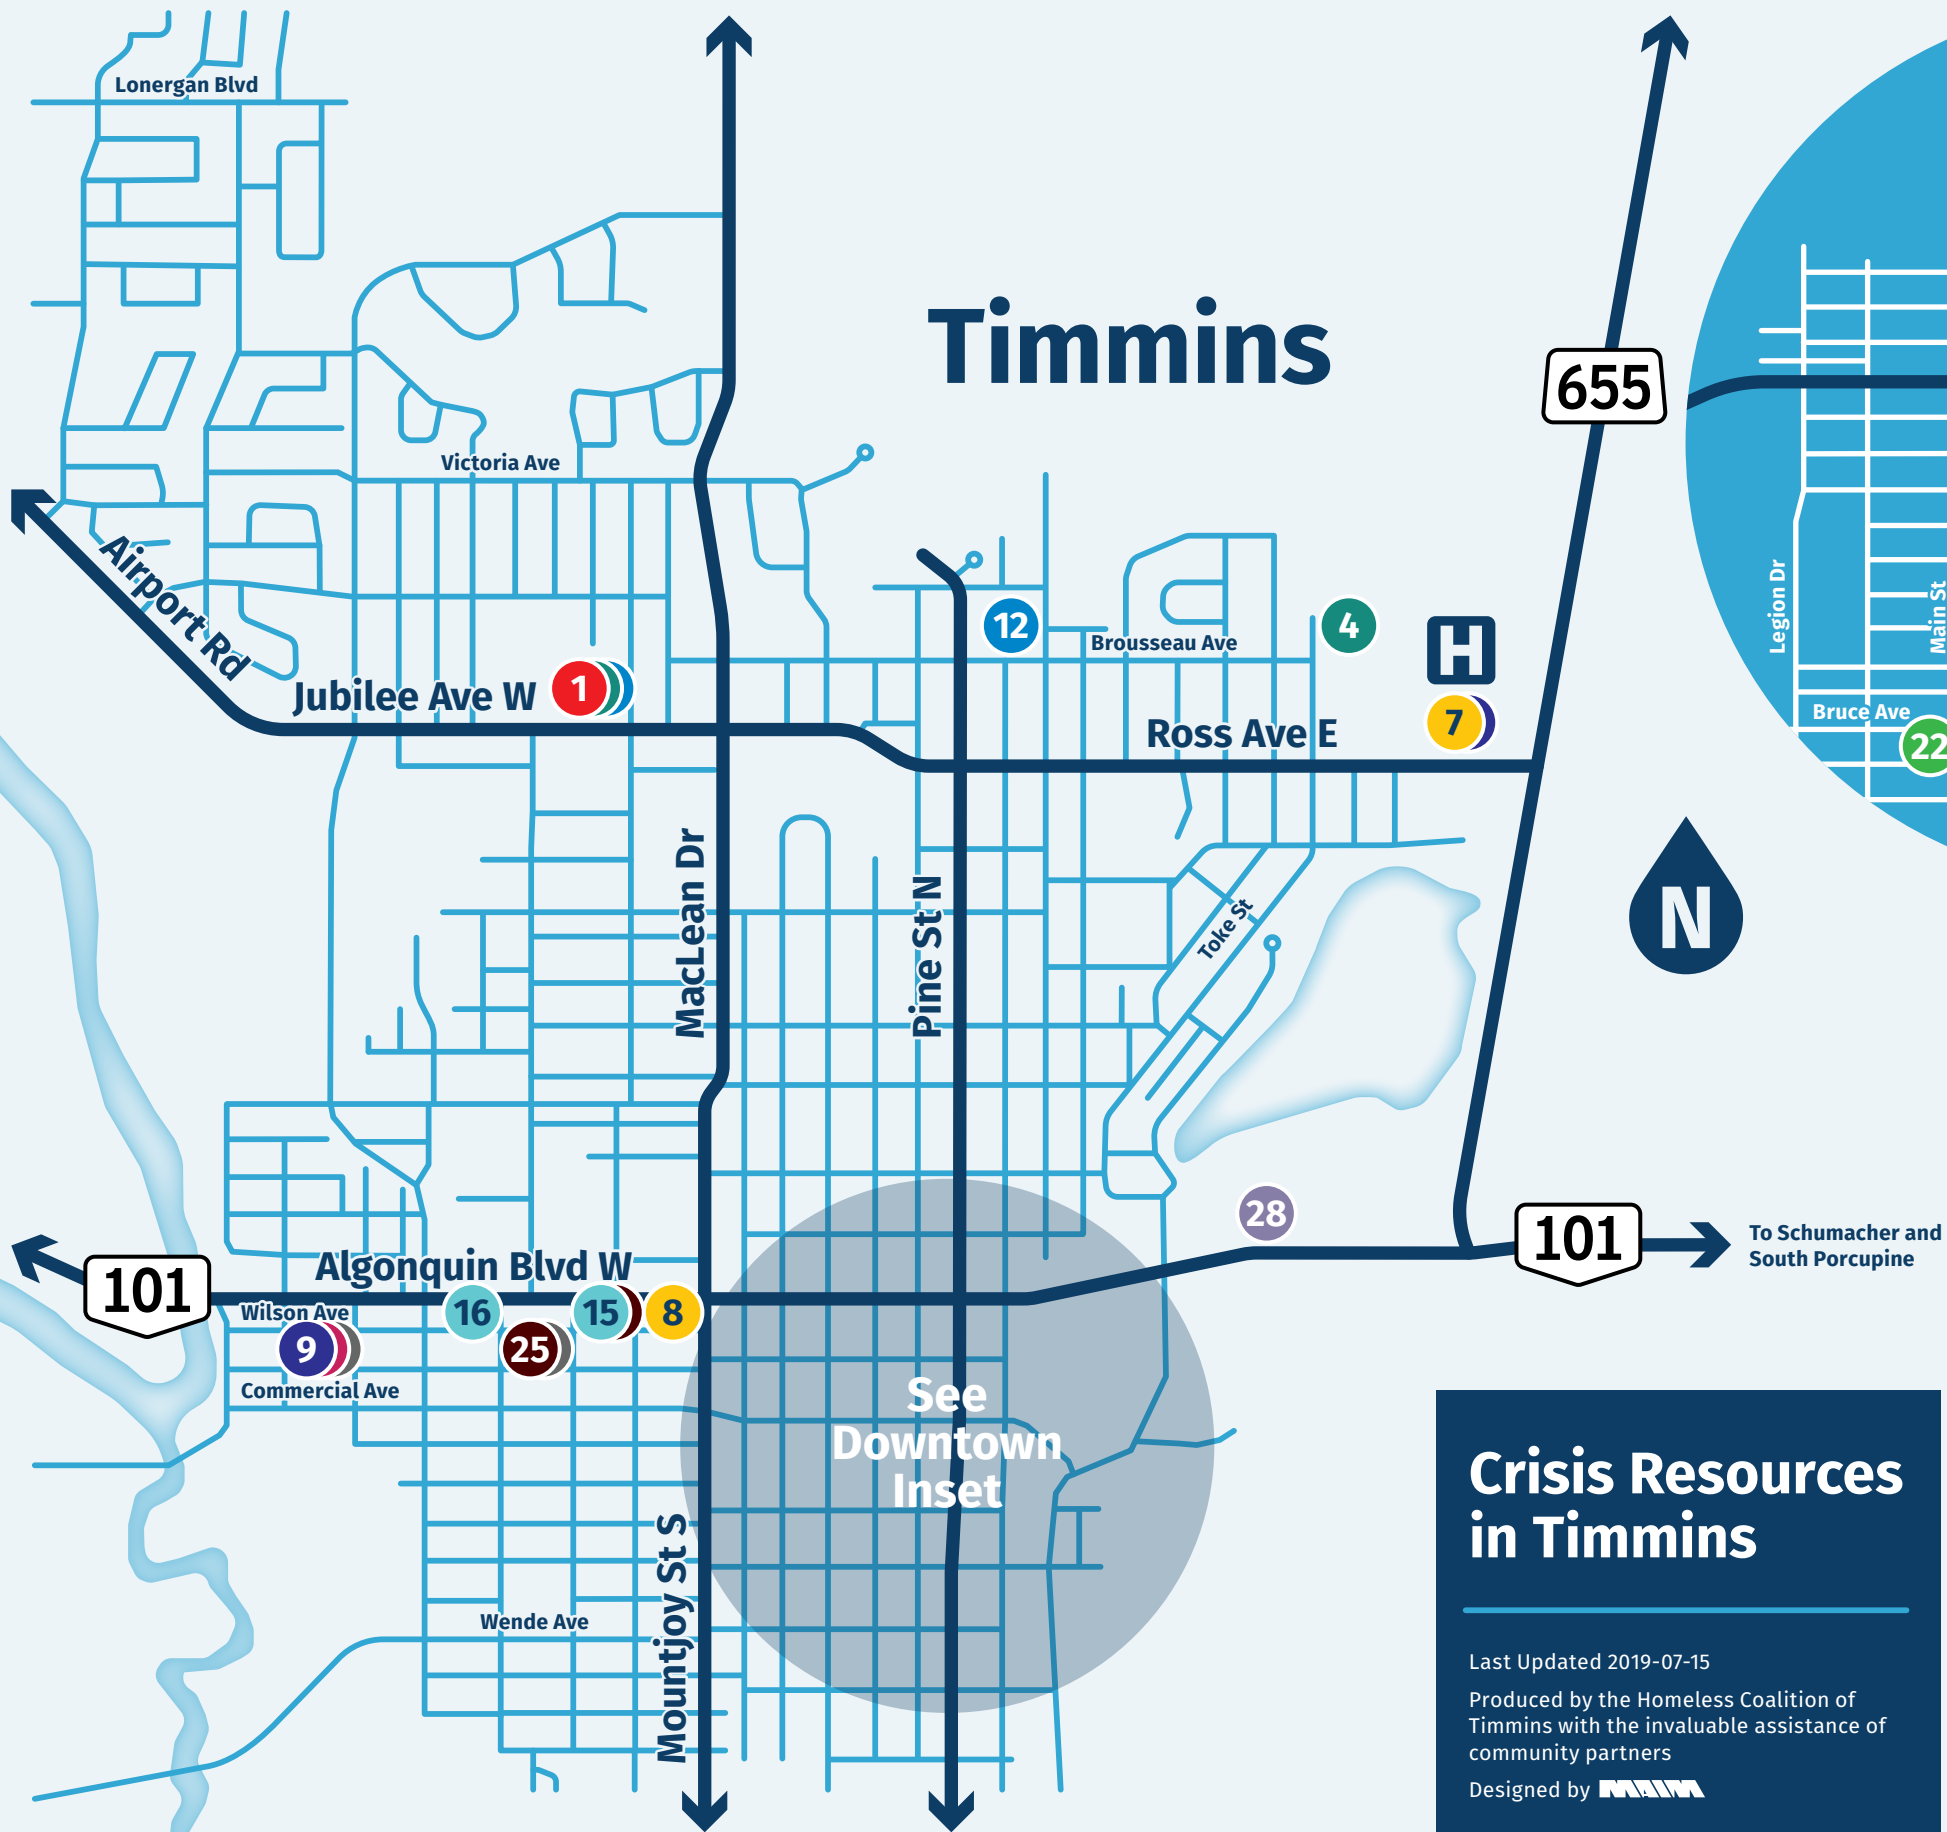 Lonergan Blvd
Timmins
655
Victoria Ave
Airport Rd
Legion Dr
Main St
12
4
H
Brousseau Ave
Jubilee Ave W
1
7
Ross Ave E
Bruce Ave
22
MacLean Dr
Pine St N
Toke St
N
28
101
To Schumacher and
South Porcupine
Algonquin Blvd W
101
Wilson Ave
16
15
8
9
25
Commercial Ave
See
Downtown
Inset
Mountjoy St S
Wende Ave
Crisis Resources
in Timmins
Last Updated 2019-07-15
Produced by the Homeless Coalition of
Timmins with the invaluable assistance of
community partners
Designed by MAIM